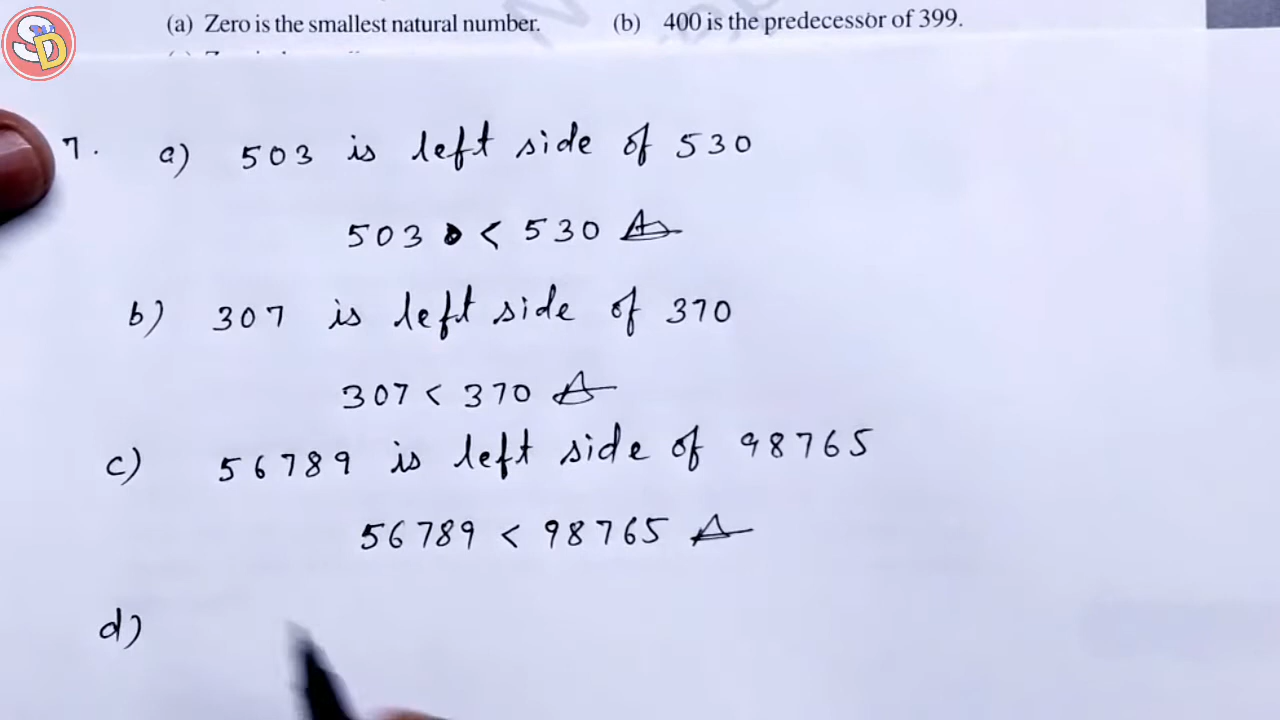 SD
(a) Zero is the smallest natural number. (b) 400 is the predecessor of 399.
7. a) 503 is left side of 530
503 < 530
b) 307 is left side of 370
307 < 370
c) 56789 is left side of 98765
56789 < 98765
d)